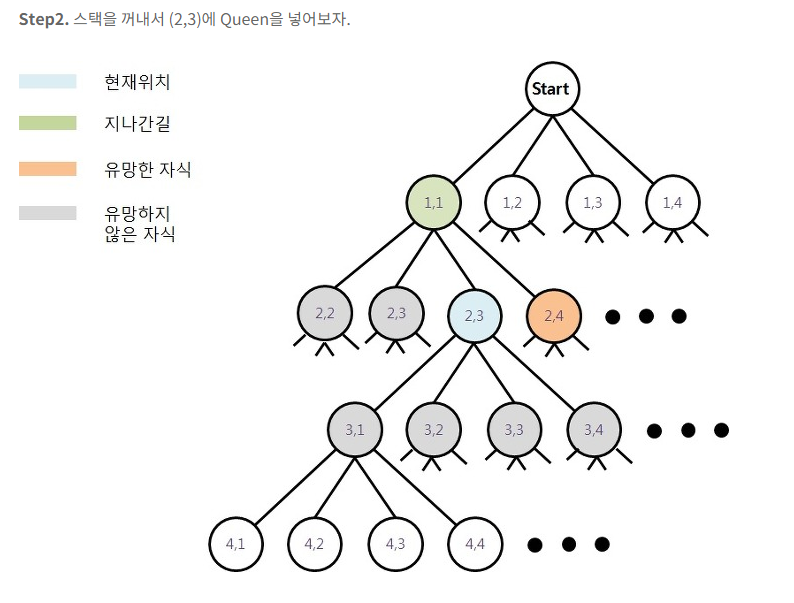 Step2. 스택을 꺼내서 (2,3)에 Queen을 넣어보자.
현재위치
지나간길
유망한 자식
유망하지
않은 자식
Start
1,1 1,2 1,3 1,4
2,2 2,3 2,3 2,4
3,1 3,2 3,3 3,4
4,1 4,2 4,3 4,4